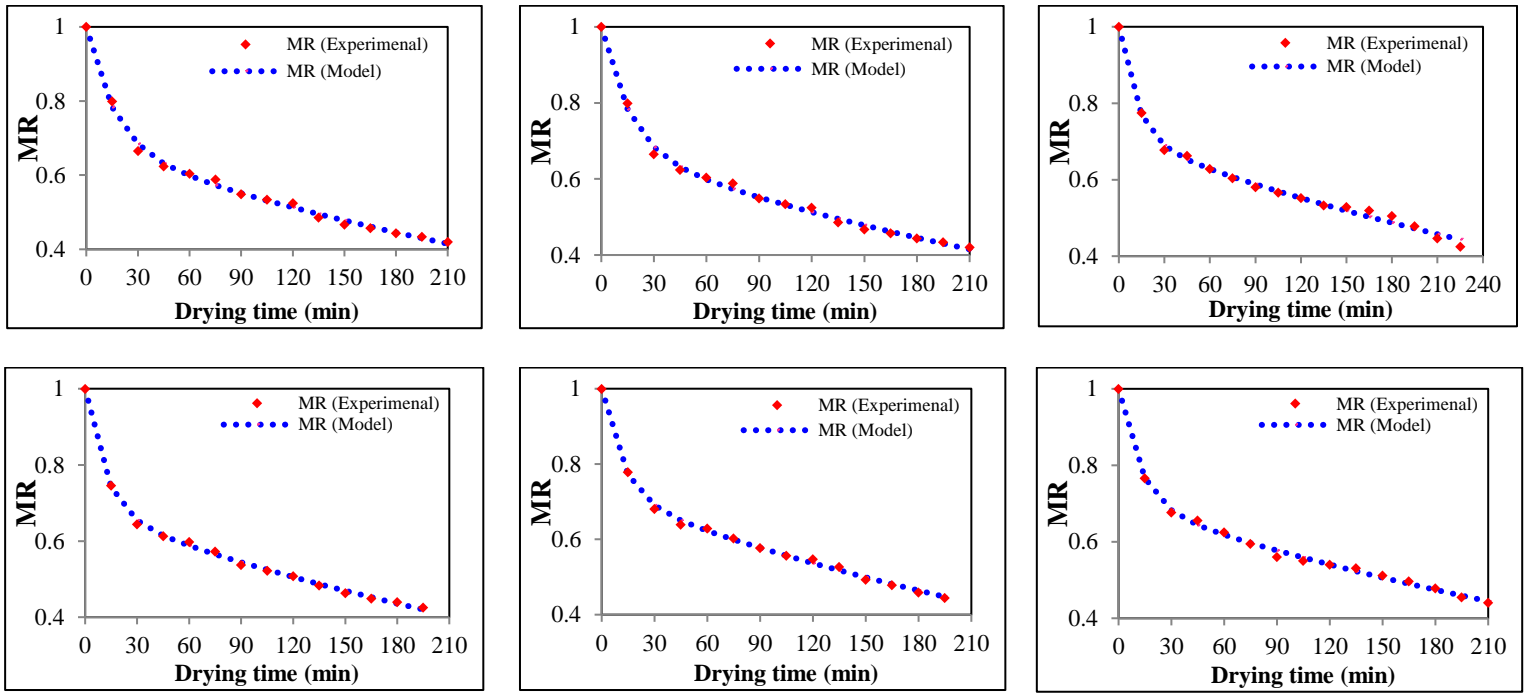 1
MR (Experimenal)
MR (Model)
0.8
MR
0.6
0.4
0 30 60 90 120 150 180 210
Drying time (min)
1
MR (Experimenal)
MR (Model)
0.8
MR
0.6
0.4
0 30 60 90 120 150 180 210
Drying time (min)
1
MR (Experimenal)
MR (Model)
0.8
MR
0.6
0.4
0 30 60 90 120 150 180 210 240
Drying time (min)
1
MR (Experimenal)
MR (Model)
0.8
MR
0.6
0.4
0 30 60 90 120 150 180 210
Drying time (min)
1
MR (Experimenal)
MR (Model)
0.8
MR
0.6
0.4
0 30 60 90 120 150 180 210
Drying time (min)
1
MR (Experimenal)
MR (Model)
0.8
MR
0.6
0.4
0 30 60 90 120 150 180 210
Drying time (min)